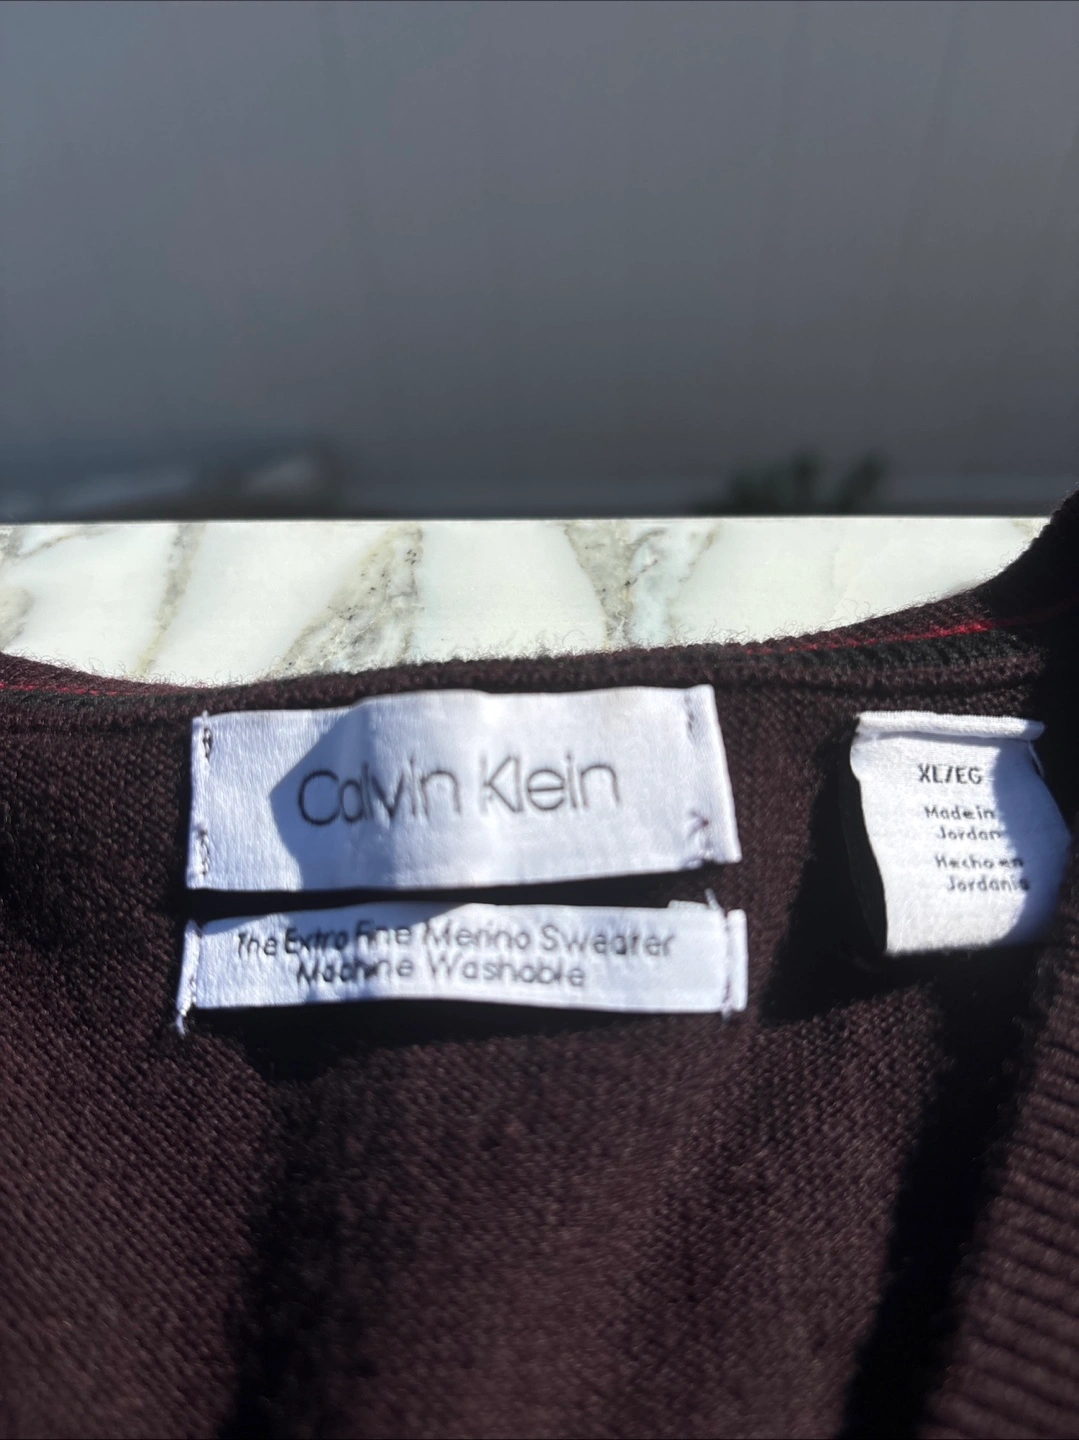 Calvin Klein
The Extra Fine Merino Sweater
Machine Washable
XL/EG
Made in
Jordan
Hecho en
Jordania